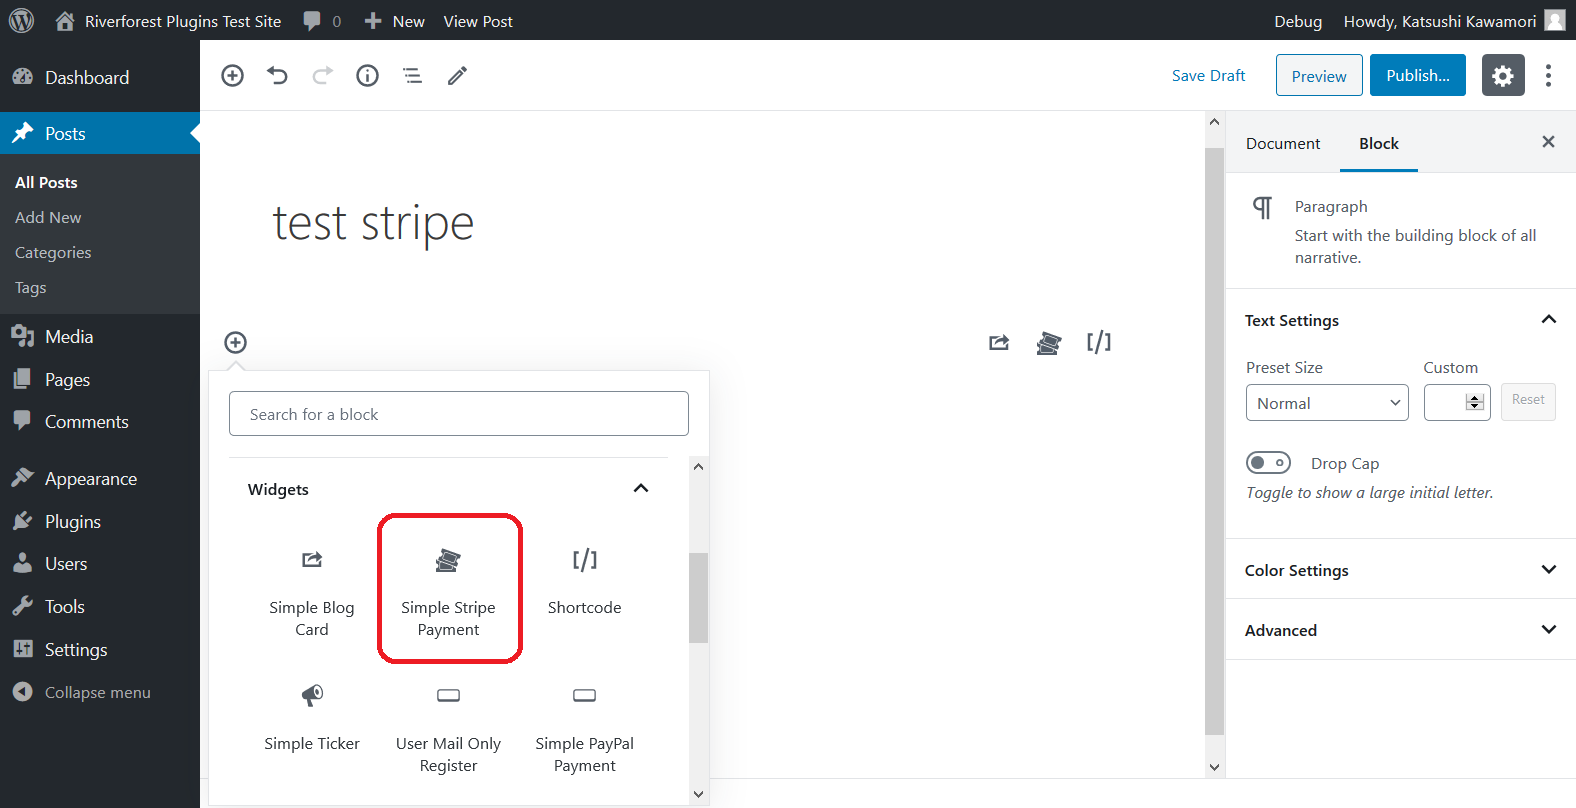 Riverforest Plugins Test Site 0 New View Post Debug Howdy, Katsushi Kawamori
Dashboard
Posts
All Posts
Add New
Categories
Tags
Media
Pages
Comments
Appearance
Plugins
Users
Tools
Settings
Collapse menu
Save Draft Preview Publish...
test stripe
[/]
Search for a block
Widgets
Simple Blog
Card
Simple Stripe
Payment
[/]
Shortcode
Simple Ticker
User Mail Only
Register
Simple PayPal
Payment
Document Block
Paragraph
Start with the building block of all
narrative.
Text Settings
Preset Size Custom
Normal Reset
Drop Cap
Toggle to show a large initial letter.
Color Settings
Advanced